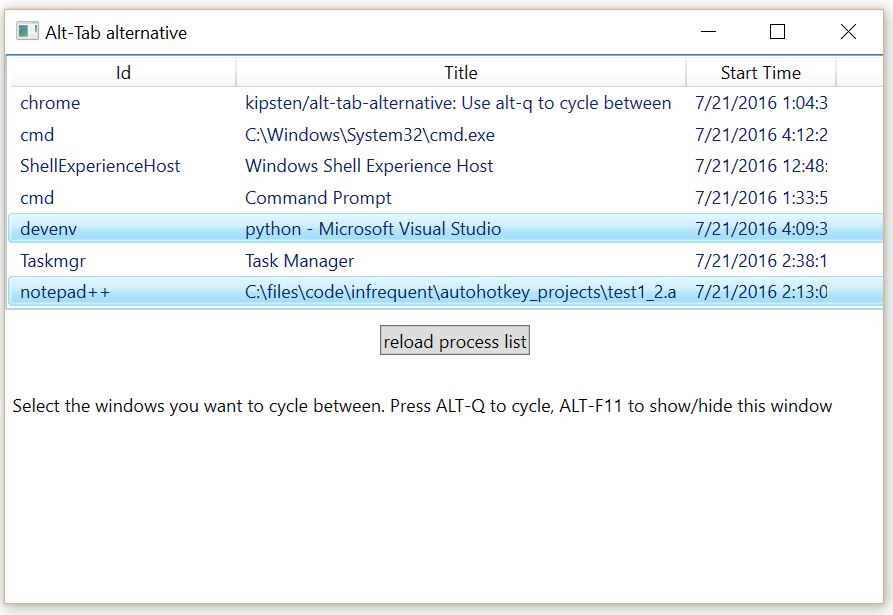 Alt-Tab alternative
Id Title Start Time
chrome kipsten/alt-tab-alternative: Use alt-q to cycle between 7/21/2016 1:04:3
cmd C:\Windows\System32\cmd.exe 7/21/2016 4:12:2
ShellExperienceHost Windows Shell Experience Host 7/21/2016 12:48:
cmd Command Prompt 7/21/2016 1:33:5
devenv python - Microsoft Visual Studio 7/21/2016 4:09:3
Taskmgr Task Manager 7/21/2016 2:38:1
notepad++ C:\files\code\infrequent\autohotkey_projects\test1_2.a 7/21/2016 2:13:0
reload process list
Select the windows you want to cycle between. Press ALT-Q to cycle, ALT-F11 to show/hide this window